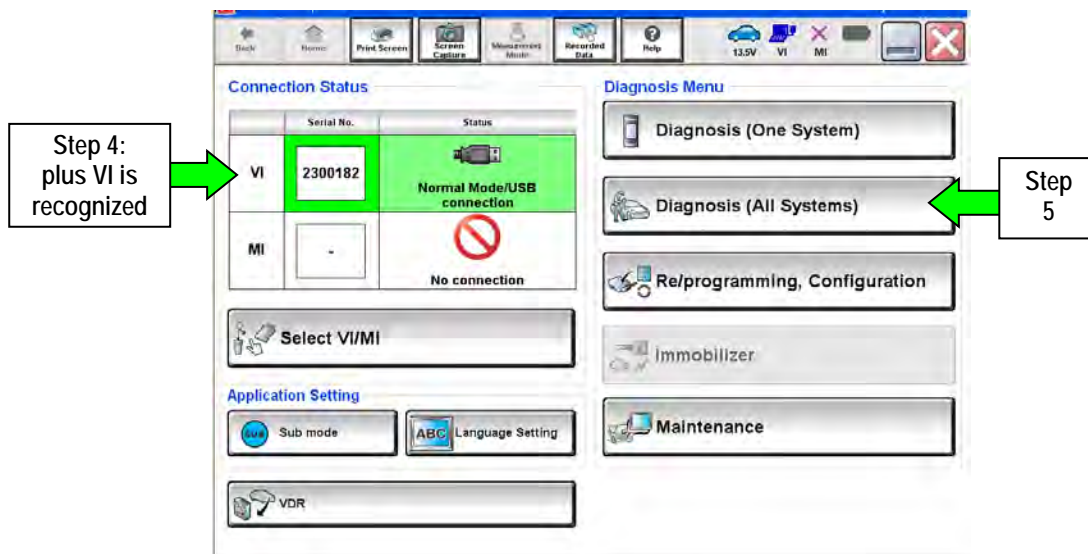 Back
Home
Print Screen
Screen
Capture
Measurement
Mode
Recorded
Data
Help
13.5V
VI
MI
Connection Status
Serial No.
Status
VI
2300182
Normal Mode/USB
connection
MI
-
No connection
Select VI/MI
Application Setting
SUB
Sub mode
ABC
Language Setting
VDR
Diagnosis Menu
Diagnosis (One System)
Diagnosis (All Systems)
Re/programming, Configuration
Immobilizer
Maintenance
Step 4:
plus VI is
recognized
Step
5